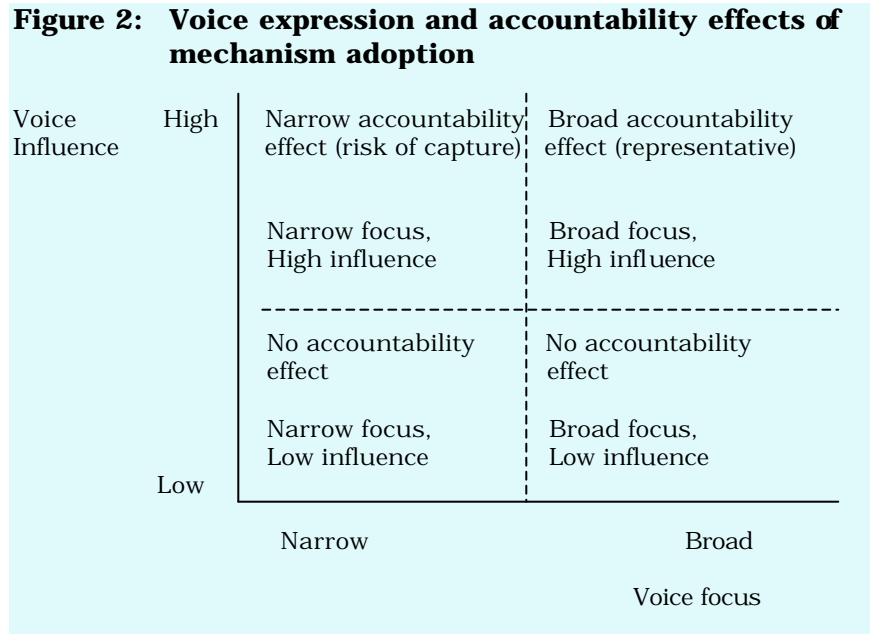 Figure 2: Voice expression and accountability effects of
mechanism adoption
Voice
Influence
High
Narrow accountability
effect (risk of capture)
Broad accountability
effect (representative)
Narrow focus,
High influence
Broad focus,
High influence
No accountability
effect
No accountability
effect
Narrow focus,
Low influence
Broad focus,
Low influence
Low
Narrow
Broad
Voice focus